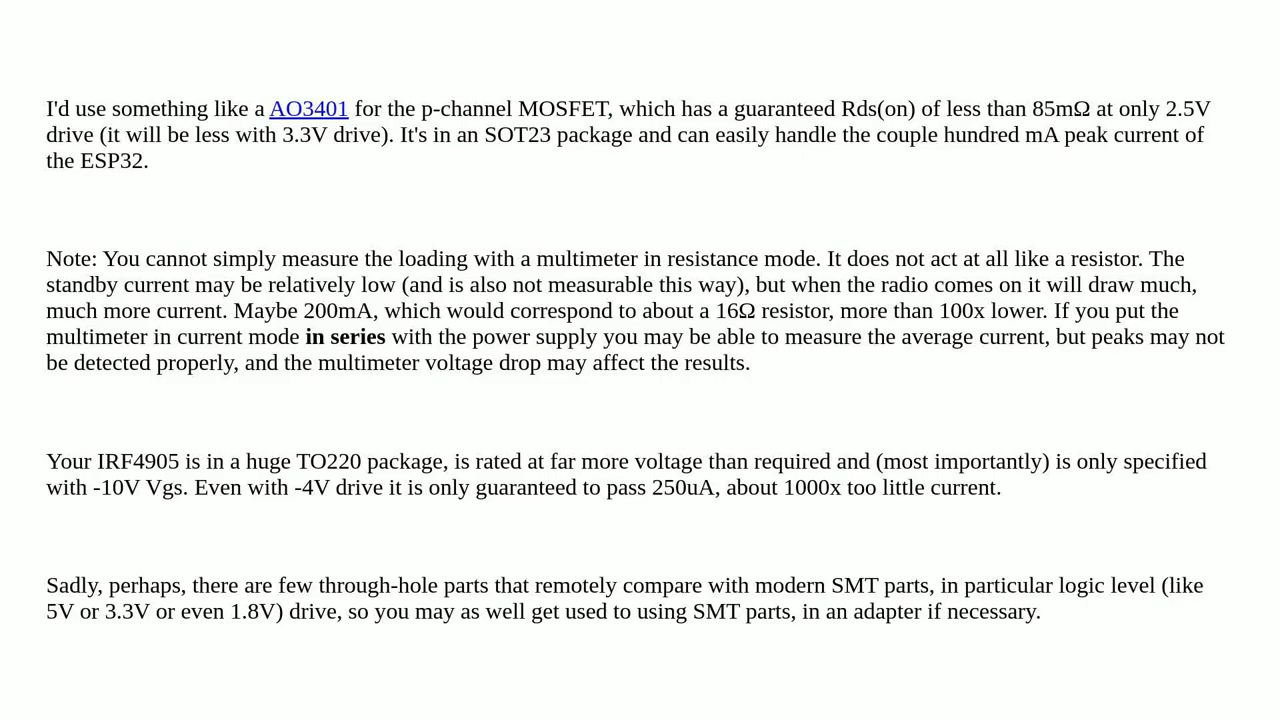 I'd use something like a AO3401 for the p-channel MOSFET, which has a guaranteed Rds(on) of less than 85mΩ at only 2.5V
drive (it will be less with 3.3V drive). It's in an SOT23 package and can easily handle the couple hundred mA peak current of
the ESP32.
Note: You cannot simply measure the loading with a multimeter in resistance mode. It does not act at all like a resistor. The
standby current may be relatively low (and is also not measurable this way), but when the radio comes on it will draw much,
much more current. Maybe 200mA, which would correspond to about a 16Ω resistor, more than 100x lower. If you put the
multimeter in current mode in series with the power supply you may be able to measure the average current, but peaks may not
be detected properly, and the multimeter voltage drop may affect the results.
Your IRF4905 is in a huge TO220 package, is rated at far more voltage than required and (most importantly) is only specified
with -10V Vgs. Even with -4V drive it is only guaranteed to pass 250uA, about 1000x too little current.
Sadly, perhaps, there are few through-hole parts that remotely compare with modern SMT parts, in particular logic level (like
5V or 3.3V or even 1.8V) drive, so you may as well get used to using SMT parts, in an adapter if necessary.